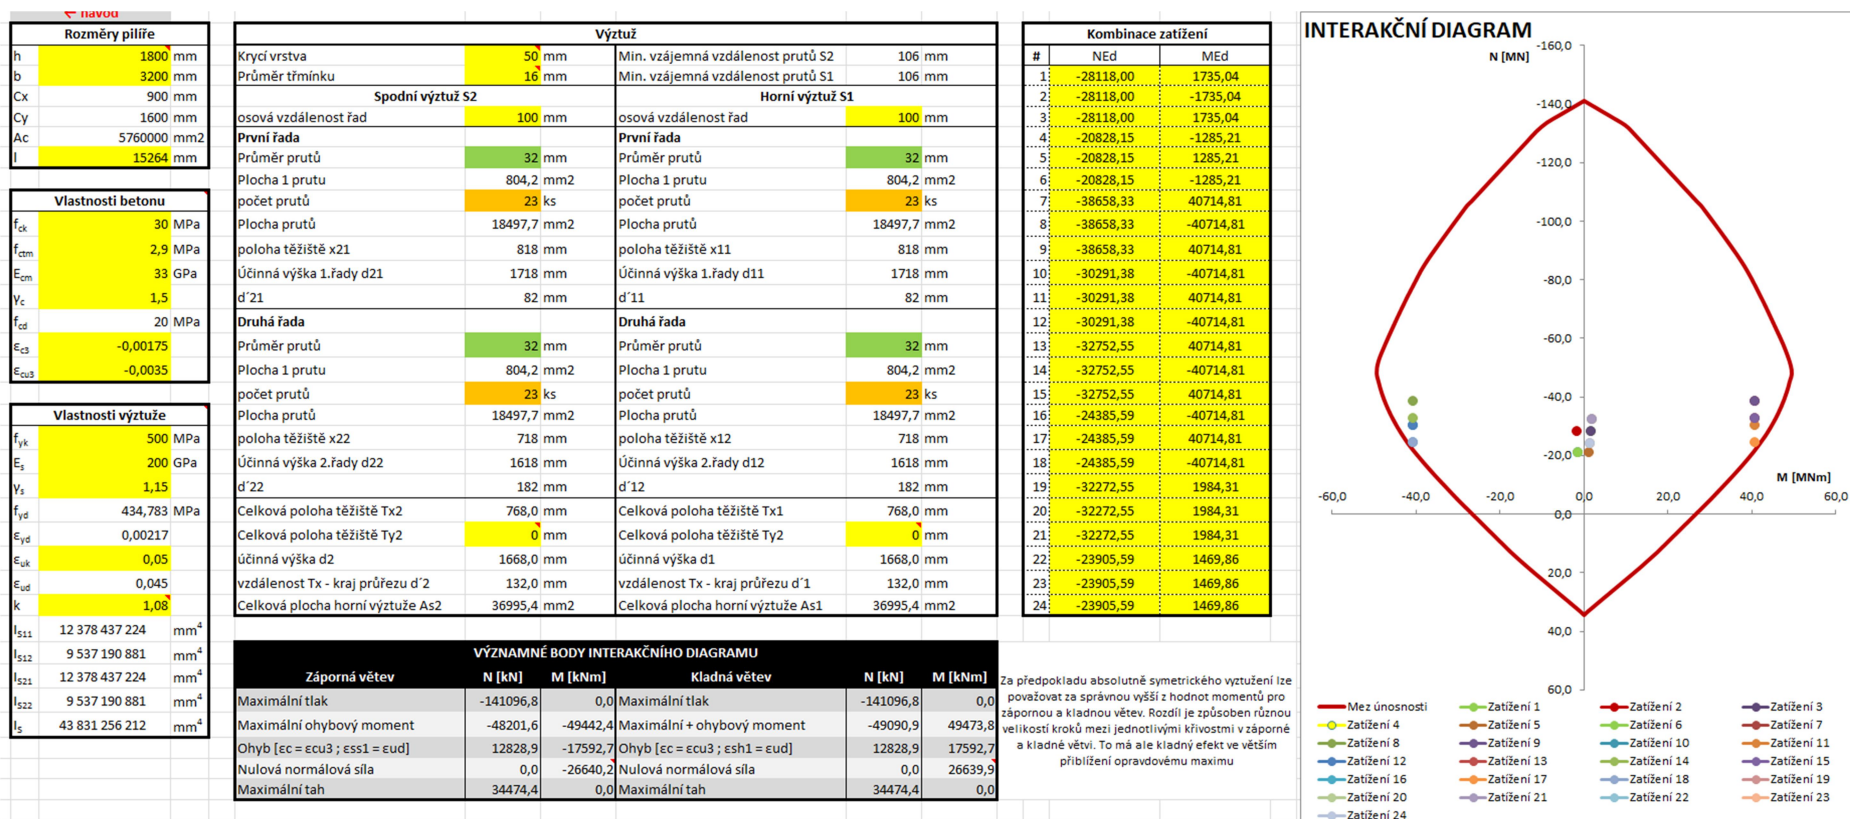 ← návod
Rozměry pilíře
h 1800 mm
b 3200 mm
Cx 900 mm
Cy 1600 mm
Ac 5760000 mm2
l 15264 mm
Vlastnosti betonu
fck 30 MPa
fctm 2,9 MPa
Ecm 33 GPa
γc 1,5
fcd 20 MPa
εc3 -0,00175
εcu3 -0,0035
Vlastnosti výztuže
fyk 500 MPa
Es 200 GPa
γs 1,15
fyd 434,783 MPa
εyd 0,00217
εuk 0,05
εud 0,045
k 1,08
IS11 12 378 437 224 mm⁴
IS12 9 537 190 881 mm⁴
IS21 12 378 437 224 mm⁴
IS22 9 537 190 881 mm⁴
Is 43 831 256 212 mm⁴
Výztuž
Krycí vrstva 50 mm Min. vzájemná vzdálenost prutů S2 106 mm
Průměr třmínku 16 mm Min. vzájemná vzdálenost prutů S1 106 mm
Spodní výztuž S2 Horní výztuž S1
osová vzdálenost řad 100 mm osová vzdálenost řad 100 mm
První řada První řada
Průměr prutů 32 mm Průměr prutů 32 mm
Plocha 1 prutu 804,2 mm2 Plocha 1 prutu 804,2 mm2
počet prutů 23 ks počet prutů 23 ks
Plocha prutů 18497,7 mm2 Plocha prutů 18497,7 mm2
poloha těžiště x21 818 mm poloha těžiště x11 818 mm
Účinná výška 1.řady d21 1718 mm Účinná výška 1.řady d11 1718 mm
d´21 82 mm d´11 82 mm
Druhá řada Druhá řada
Průměr prutů 32 mm Průměr prutů 32 mm
Plocha 1 prutu 804,2 mm2 Plocha 1 prutu 804,2 mm2
počet prutů 23 ks počet prutů 23 ks
Plocha prutů 18497,7 mm2 Plocha prutů 18497,7 mm2
poloha těžiště x22 718 mm poloha těžiště x12 718 mm
Účinná výška 2.řady d22 1618 mm Účinná výška 2.řady d12 1618 mm
d´22 182 mm d´12 182 mm
Celková poloha těžiště Tx2 768,0 mm Celková poloha těžiště Tx1 768,0 mm
Celková poloha těžiště Ty2 0 mm Celková poloha těžiště Ty2 0 mm
účinná výška d2 1668,0 mm účinná výška d1 1668,0 mm
vzdálenost Tx - kraj průřezu d´2 132,0 mm vzdálenost Tx - kraj průřezu d´1 132,0 mm
Celková plocha horní výztuže As2 36995,4 mm2 Celková plocha horní výztuže As1 36995,4 mm2
VÝZNAMNÉ BODY INTERAKČNÍHO DIAGRAMU
Záporná větev N [kN] M [kNm] Kladná větev N [kN] M [kNm]
Maximální tlak -141096,8 0,0 Maximální tlak -141096,8 0,0
Maximální ohybový moment -48201,6 -49442,4 Maximální + ohybový moment -49090,9 49473,8
Ohyb [εc = εcu3 ; εss1 = εud] 12828,9 -17592,7 Ohyb [εc = εcu3 ; εsh1 = εud] 12828,9 17592,7
Nulová normálová síla 0,0 -26640,2 Nulová normálová síla 0,0 26639,9
Maximální tah 34474,4 0,0 Maximální tah 34474,4 0,0
Kombinace zatížení
# NEd MEd
1 -28118,00 1735,04
2 -28118,00 -1735,04
3 -28118,00 1735,04
4 -20828,15 -1285,21
5 -20828,15 1285,21
6 -20828,15 -1285,21
7 -38658,33 40714,81
8 -38658,33 -40714,81
9 -38658,33 40714,81
10 -30291,38 -40714,81
11 -30291,38 40714,81
12 -30291,38 -40714,81
13 -32752,55 40714,81
14 -32752,55 -40714,81
15 -32752,55 40714,81
16 -24385,59 -40714,81
17 -24385,59 40714,81
18 -24385,59 -40714,81
19 -32272,55 1984,31
20 -32272,55 1984,31
21 -32272,55 1984,31
22 -23905,59 1469,86
23 -23905,59 1469,86
24 -23905,59 1469,86
Za předpokladu absolutně symetrického vyztužení lze
považovat za správnou vyšší z hodnot momentů pro
zápornou a kladnou větev. Rozdíl je způsoben různou
velikostí kroků mezi jednotlivými křivostmi v záporné
a kladné větvi. To má ale kladný efekt ve větším
přiblížení opravdovému maximu
INTERAKČNÍ DIAGRAM
N [MN]
-160,0
-140,0
-120,0
-100,0
-80,0
-60,0
-40,0
-20,0
M [MNm]
-60,0 -40,0 -20,0 0,0 20,0 40,0 60,0
0,0
20,0
40,0
60,0
Mez únosnosti Zatížení 1 Zatížení 2 Zatížení 3
Zatížení 4 Zatížení 5 Zatížení 6 Zatížení 7
Zatížení 8 Zatížení 9 Zatížení 10 Zatížení 11
Zatížení 12 Zatížení 13 Zatížení 14 Zatížení 15
Zatížení 16 Zatížení 17 Zatížení 18 Zatížení 19
Zatížení 20 Zatížení 21 Zatížení 22 Zatížení 23
Zatížení 24